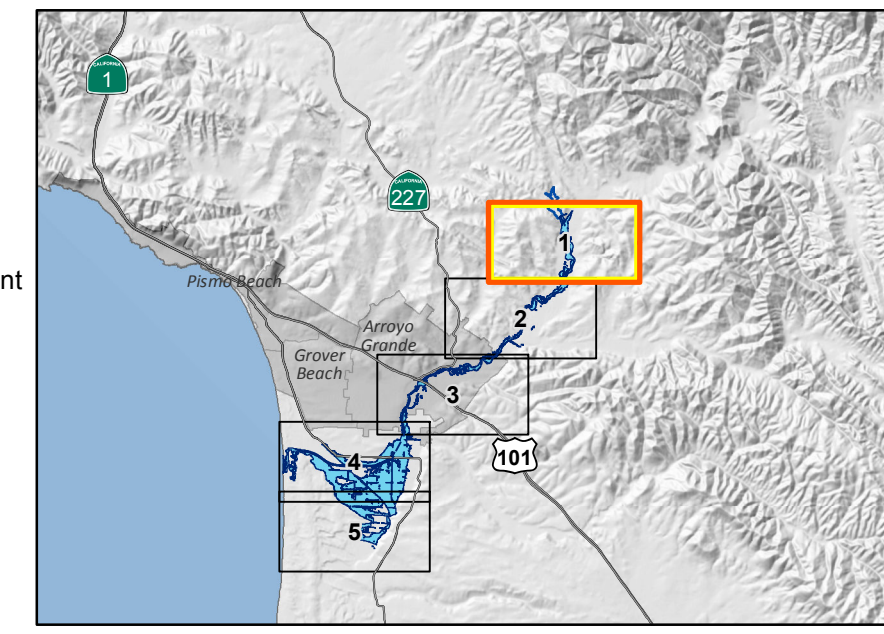 CALIFORNIA
1
CALIFORNIA
227
1
nt
Pismo Beach
2
Arroyo
Grande
Grover
Beach
3
101
4
5